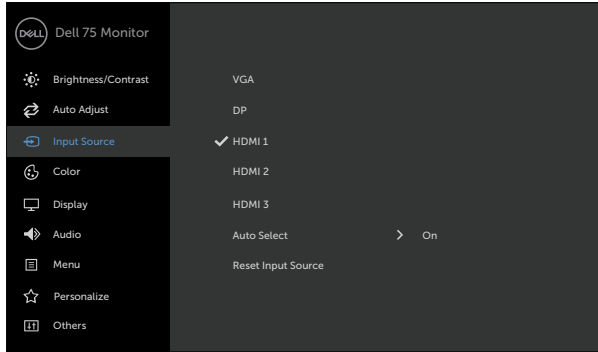 DELL Dell 75 Monitor
Brightness/Contrast
Auto Adjust
Input Source
Color
Display
Audio
Menu
Personalize
Others
VGA
DP
HDMI 1
HDMI 2
HDMI 3
Auto Select > On
Reset Input Source